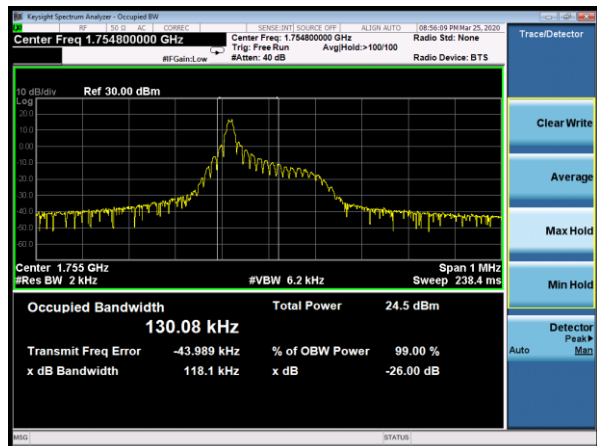 Keysight Spectrum Analyzer - Occupied BW
RF 50 Ω AC CORREC SENSE:INT SOURCE OFF ALIGN AUTO 08:56:09 PM Mar 25, 2020
Center Freq 1.754800000 GHz Center Freq: 1.754800000 GHz Radio Std: None Trace/Detector
Trig: Free Run Avg|Hold:>100/100
#IFGain:Low #Atten: 40 dB Radio Device: BTS
10 dB/div Ref 30.00 dBm
Log
20.0
10.0
0.00
-10.0
-20.0
-30.0
-40.0
-50.0
-60.0
Clear Write
Average
Max Hold
Min Hold
Center 1.755 GHz Span 1 MHz
#Res BW 2 kHz #VBW 6.2 kHz Sweep 238.4 ms
Occupied Bandwidth Total Power 24.5 dBm
130.08 kHz
Transmit Freq Error -43.989 kHz % of OBW Power 99.00 %
x dB Bandwidth 118.1 kHz x dB -26.00 dB
Detector
Peak▶
Auto Man
MSG STATUS